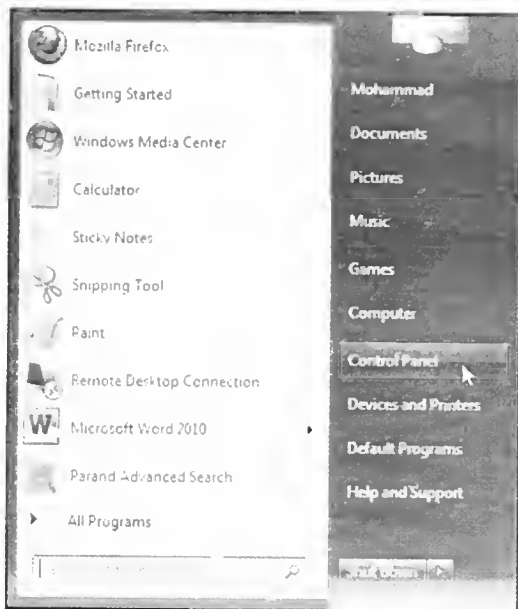 Mozilla Firefox
Getting Started
Windows Media Center
Calculator
Sticky Notes
Snipping Tool
Paint
Remote Desktop Connection
Microsoft Word 2010
Parand Advanced Search
All Programs
Mohammad
Documents
Pictures
Music
Games
Computer
Control Panel
Devices and Printers
Default Programs
Help and Support
Shut down